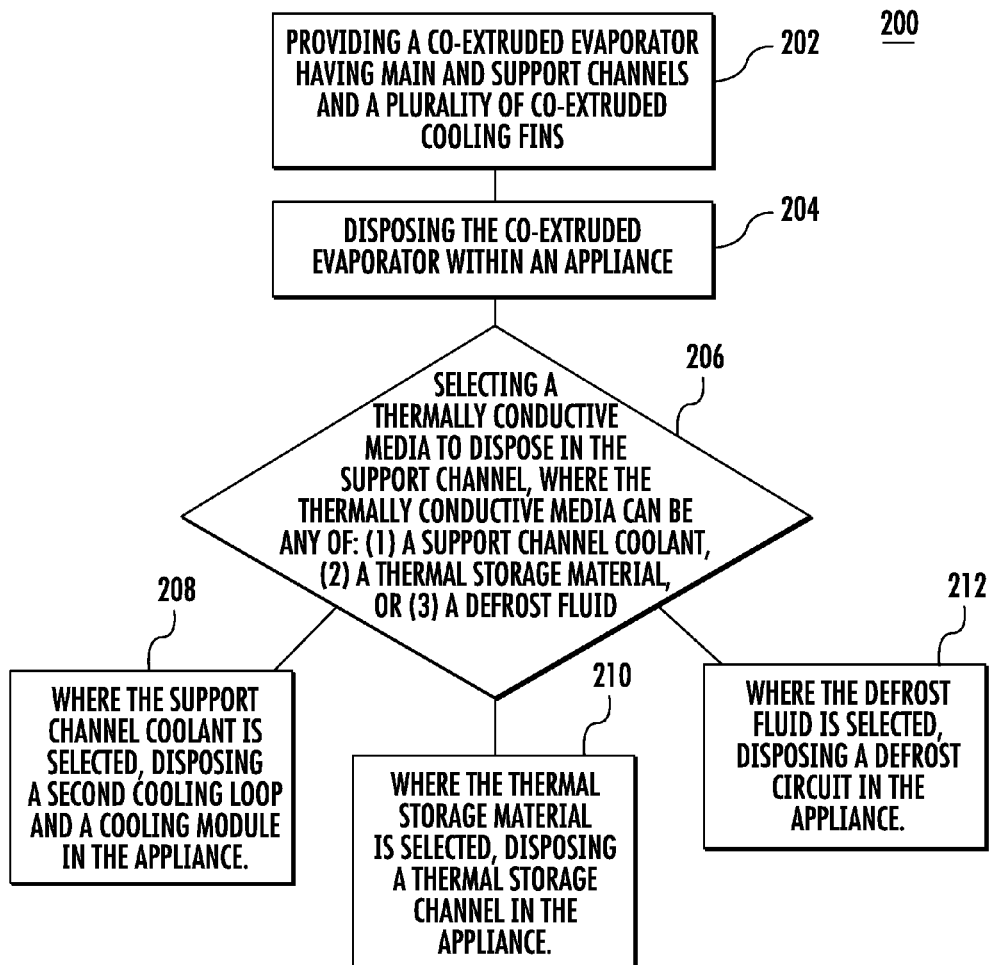 200
PROVIDING A CO-EXTRUDED EVAPORATOR
HAVING MAIN AND SUPPORT CHANNELS
AND A PLURALITY OF CO-EXTRUDED
COOLING FINS
202
DISPOSING THE CO-EXTRUDED
EVAPORATOR WITHIN AN APPLIANCE
204
SELECTING A
THERMALLY CONDUCTIVE
MEDIA TO DISPOSE IN THE
SUPPORT CHANNEL, WHERE THE
THERMALLY CONDUCTIVE MEDIA CAN BE
ANY OF: (1) A SUPPORT CHANNEL COOLANT,
(2) A THERMAL STORAGE MATERIAL,
OR (3) A DEFROST FLUID
206
208
WHERE THE SUPPORT
CHANNEL COOLANT IS
SELECTED, DISPOSING
A SECOND COOLING LOOP
AND A COOLING MODULE
IN THE APPLIANCE.
210
WHERE THE THERMAL
STORAGE MATERIAL
IS SELECTED, DISPOSING
A THERMAL STORAGE
CHANNEL IN THE
APPLIANCE.
212
WHERE THE DEFROST
FLUID IS SELECTED,
DISPOSING A DEFROST
CIRCUIT IN THE
APPLIANCE.